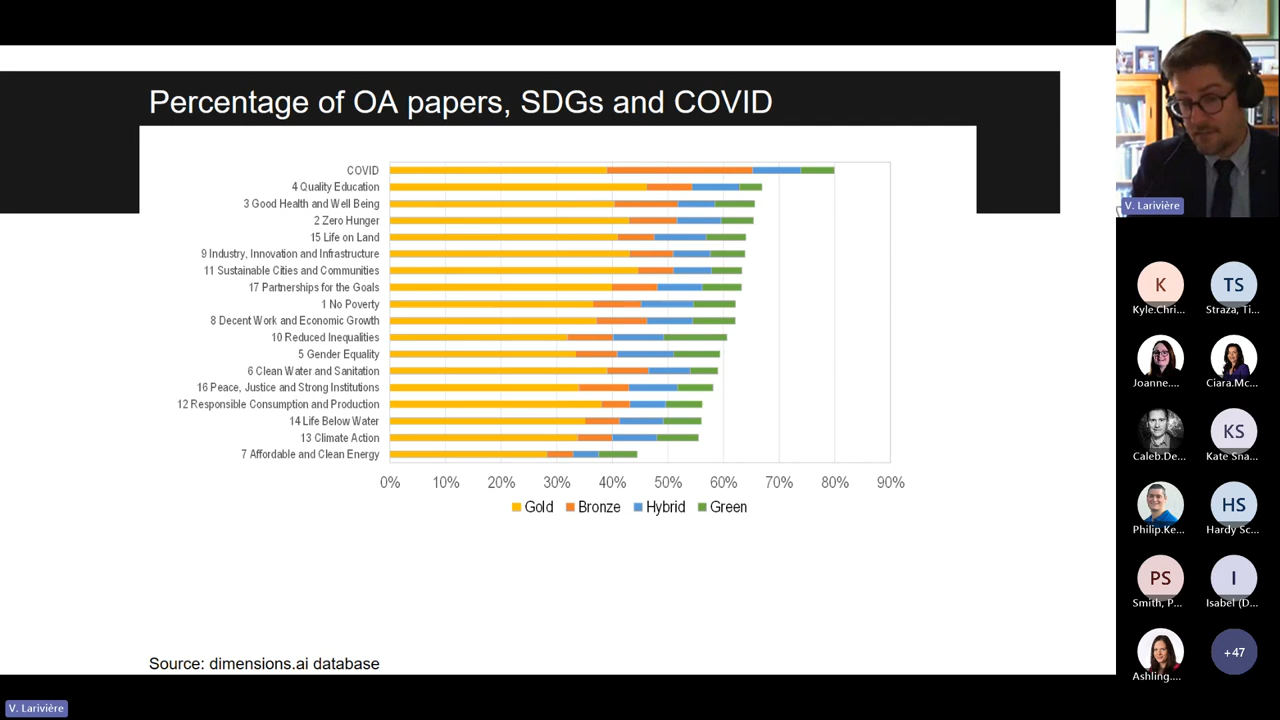 Percentage of OA papers, SDGs and COVID
COVID
4 Quality Education
3 Good Health and Well Being
2 Zero Hunger
15 Life on Land
9 Industry, Innovation and Infrastructure
11 Sustainable Cities and Communities
17 Partnerships for the Goals
1 No Poverty
8 Decent Work and Economic Growth
10 Reduced Inequalities
5 Gender Equality
6 Clean Water and Sanitation
16 Peace, Justice and Strong Institutions
12 Responsible Consumption and Production
14 Life Below Water
13 Climate Action
7 Affordable and Clean Energy
0% 10% 20% 30% 40% 50% 60% 70% 80% 90%
Gold Bronze Hybrid Green
Source: dimensions.ai database
V. Larivière
V. Larivière
K TS
Kyle.Chri... Straza, Ti...
Joanne.... Ciara.Mc...
KS
Caleb.De... Kate Sna...
HS
Philip.Ke... Hardy Sc...
PS I
Smith, P... Isabel (D...
+47
Ashling....